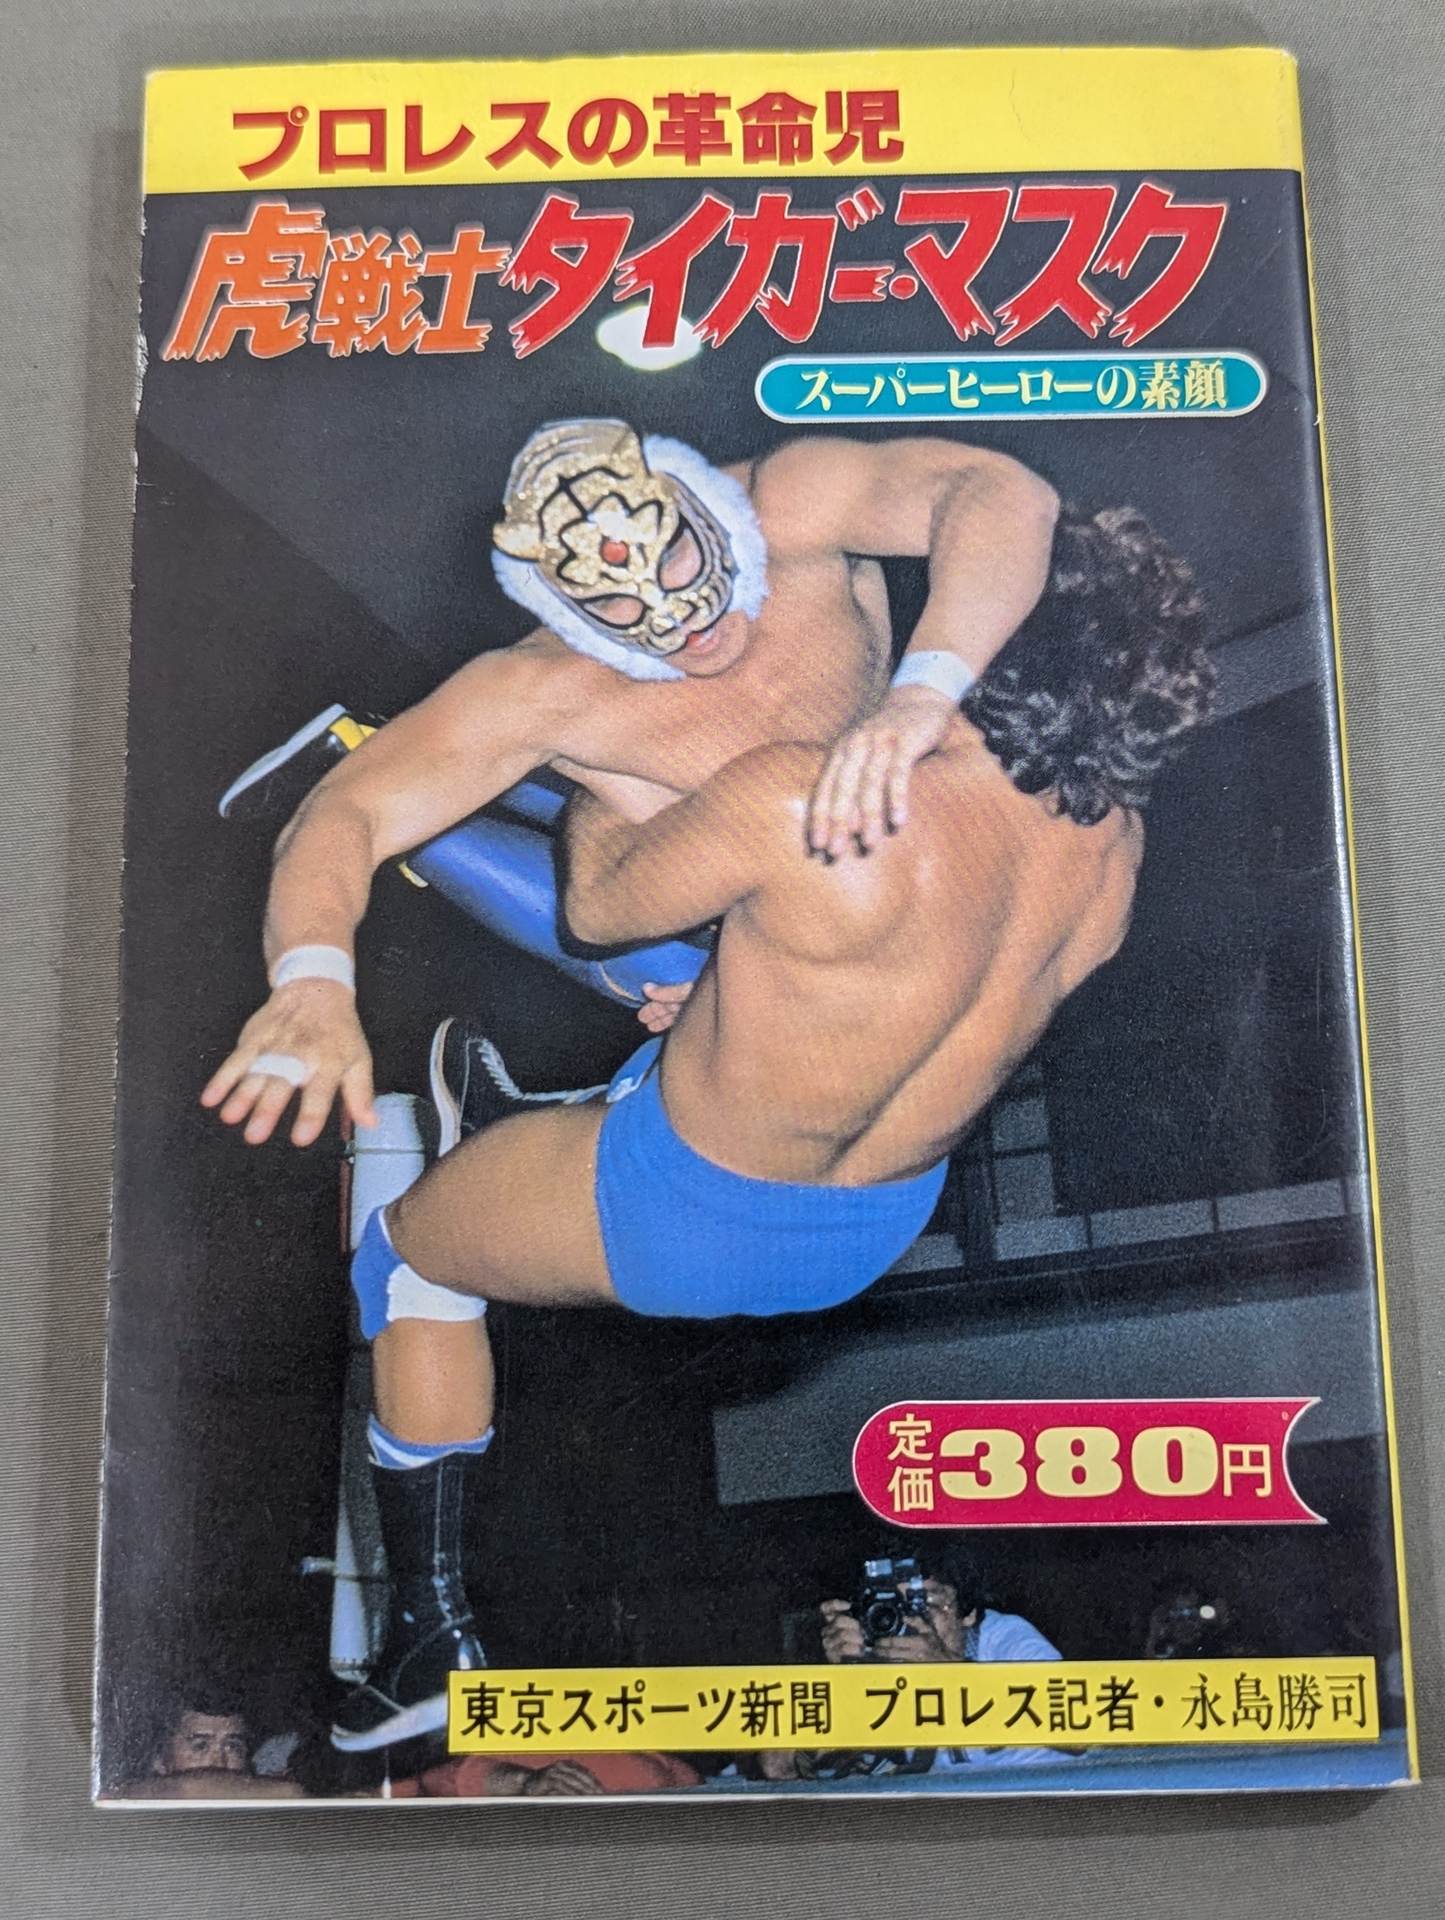 プロレスの革命児
虎戦士タイガー・マスク
スーパーヒーローの素顔
定価380円
東京スポーツ新聞 プロレス記者・永島勝司